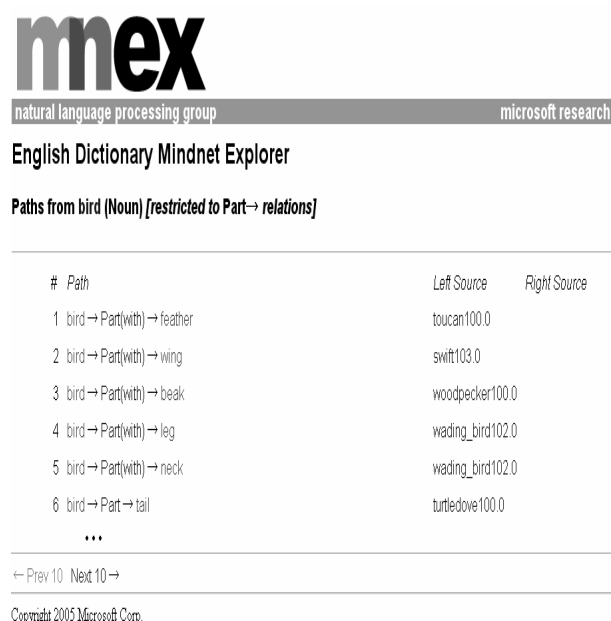 mnex
natural language processing group microsoft research
English Dictionary Mindnet Explorer
Paths from bird (Noun) [restricted to Part→ relations]
# Path Left Source Right Source
1 bird → Part(with) → feather toucan100.0
2 bird → Part(with) → wing swift103.0
3 bird → Part(with) → beak woodpecker100.0
4 bird → Part(with) → leg wading_bird102.0
5 bird → Part(with) → neck wading_bird102.0
6 bird → Part → tail turtledove100.0
•••
← Prev 10 Next 10 →
Copyright 2005 Microsoft Corp.